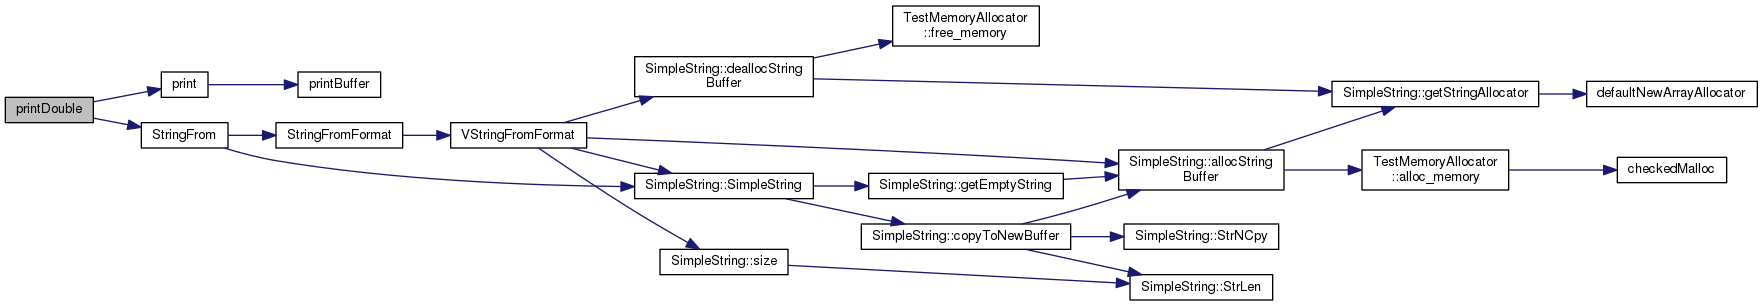 printDouble
print
printBuffer
StringFrom
StringFromFormat
VStringFromFormat
SimpleString::deallocString
Buffer
TestMemoryAllocator
::free_memory
SimpleString::getStringAllocator
defaultNewArrayAllocator
SimpleString::allocString
Buffer
TestMemoryAllocator
::alloc_memory
checkedMalloc
SimpleString::SimpleString
SimpleString::getEmptyString
SimpleString::copyToNewBuffer
SimpleString::StrNCpy
SimpleString::size
SimpleString::StrLen